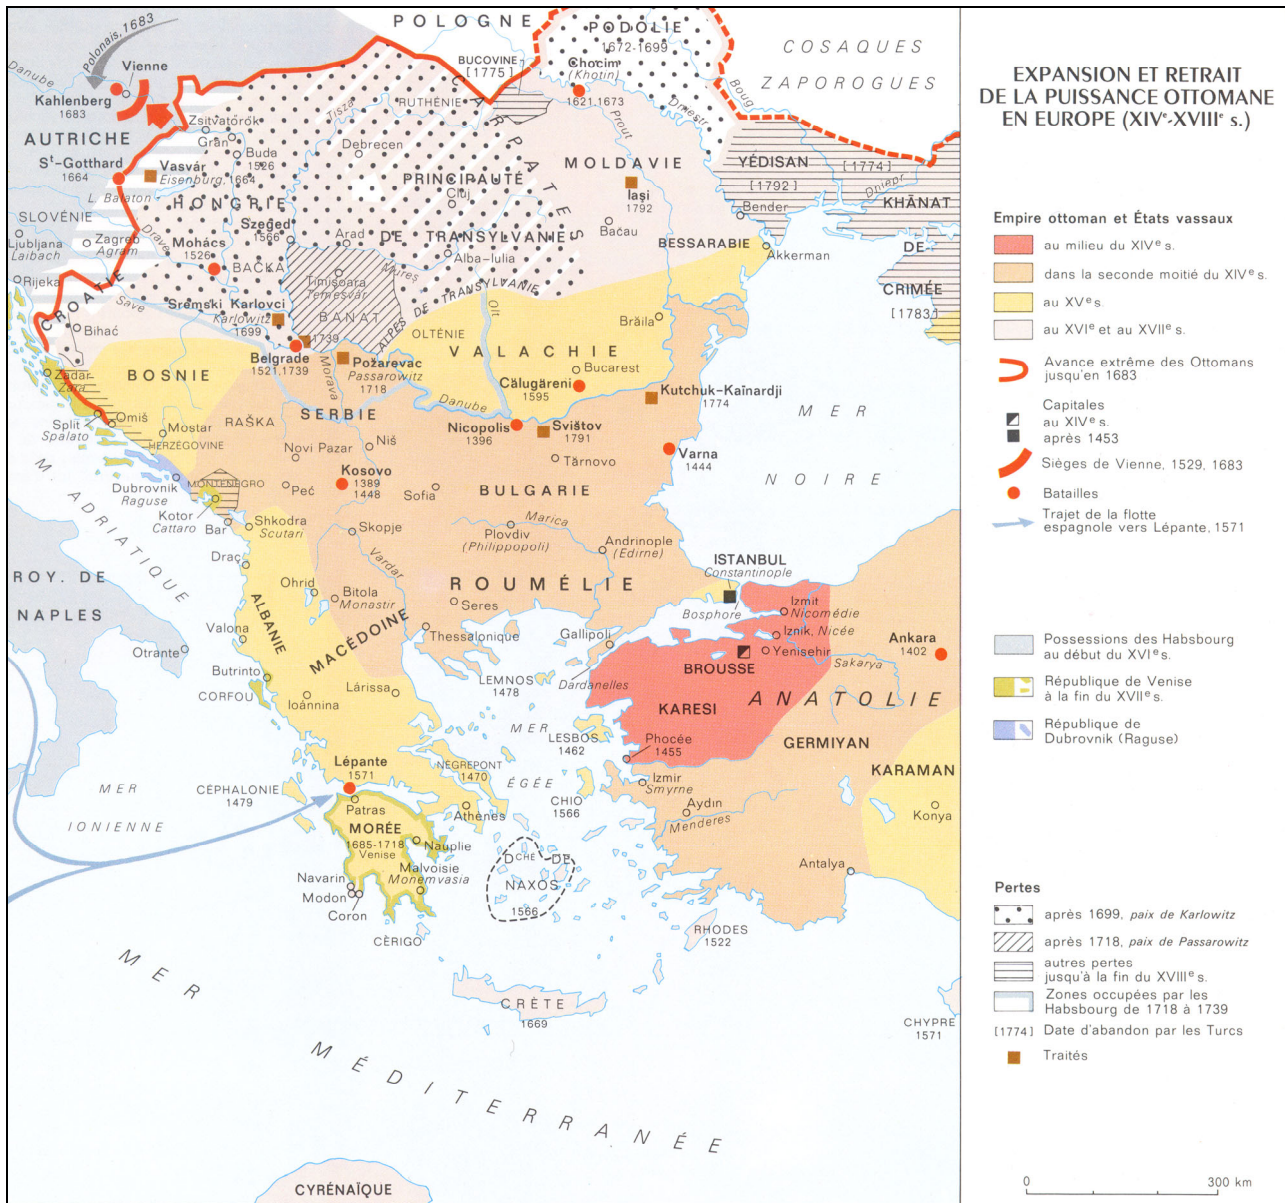 EXPANSION ET RETRAIT
DE LA PUISSANCE OTTOMANE
EN EUROPE (XIVe-XVIIIe s.)
Empire ottoman et États vassaux
au milieu du XIVe s.
dans la seconde moitié du XIVe s.
au XVe s.
au XVIe et au XVIIe s.
Avance extrême des Ottomans
jusqu'en 1683
Capitales
au XIVe s.
après 1453
Sièges de Vienne, 1529, 1683
Batailles
Trajet de la flotte
espagnole vers Lépante, 1571
Possessions des Habsbourg
au début du XVIe s.
République de Venise
à la fin du XVIIe s.
République de
Dubrovnik (Raguse)
Pertes
après 1699, paix de Karlowitz
après 1718, paix de Passarowitz
autres pertes
jusqu'à la fin du XVIIIe s.
Zones occupées par les
Habsbourg de 1718 à 1739
[1774] Date d'abandon par les Turcs
Traités
0 300 km
POLOGNE
PODOLIE
1672-1699
COSAQUES
ZAPOROGUES
Polonais, 1683
Danube
Vienne
Kahlenberg
1683
AUTRICHE
St-Gotthard
1664
BUCOVINE
[1775]
Chotim
(Khotin)
1621,1673
Boug
Dniestr
Prout
CARPATES
RUTHÉNIE
Tisza
Zsitvatorok
Gran
Buda
1526
Debrecen
Vasvár
Eisenburg, 1664
L. Balaton
HONGRIE
PRINCIPAUTÉ
Cluj
DE TRANSYLVANIE
MOLDAVIE
Iaşi
1792
Bacău
YÉDISAN
[1792]
[1774]
Dniepr
Bender
KHĀNAT
DE
CRIMÉE
[1783]
SLOVÉNIE
Ljubljana
Laibach
Zagreb
Agram
Drave
Mohács
1526
Szeged
1566
Arad
BAČKA
Mureş
Alba-Iulia
BESSARABIE
Akkerman
Rijeka
CROATIE
Save
Bihać
Sremski Karlovci
Karlowitz
1699
Timişoara
Temesvár
BANAT
ALPES DE TRANSYLVANIE
Olt
OLTÉNIE
Brăila
1739
Belgrade
1521,1739
Morava
Požarevac
Passarowitz
1718
VALACHIE
Bucarest
Călugăreni
1595
Kutchuk-Kaïnardji
1774
BOSNIE
Zadar
Zara
Split
Spalato
Omiš
Mostar
HERZÉGOVINE
RAŠKA
SERBIE
Danube
Nicopolis
1396
Svištov
1791
MER
NOIRE
Novi Pazar
Niš
Tărnovo
Varna
1444
Dubrovnik
Raguse
MONTENEGRO
Kotor
Cattaro
Peć
Kosovo
1389
1448
Sofia
BULGARIE
M. ADRIATIQUE
Bar
Shkodra
Scutari
Skopje
Marica
Plovdiv
(Philippopoli)
Andrinople
(Edirne)
Draç
Vardar
ROUMÉLIE
ISTANBUL
Constantinople
Bosphore
ROY. DE
NAPLES
Ohrid
Bitola
Monastir
Seres
Izmit
Nicomédie
Iznik, Nicée
Yenisehir
Ankara
1402
Sakarya
ALBANIE
MACÉDOINE
Valona
Thessalonique
Gallipoli
BROUSSE
Otrante
Butrinto
CORFOU
Ioánnina
Lárissa
LEMNOS
1478
Dardanelles
KARESI
ANATOLIE
MER
ÉGÉE
LESBOS
1462
Phocée
1455
GERMIYAN
KARAMAN
Lépante
1571
NÉGREPONT
1470
Izmir
Smyrne
MER
IONIENNE
CÉPHALONIE
1479
Patras
Athènes
CHIO
1566
Aydın
Menderes
Konya
MORÉE
1685-1718
Venise
Nauplie
DCHÉ DE
NAXOS
1566
Antalya
Navarin
Modon
Coron
Malvoisie
Monemvasia
CÈRIGO
RHODES
1522
CRÈTE
1669
CHYPRE
1571
MER
MÉDITERRANÉE
CYRÉNAÏQUE